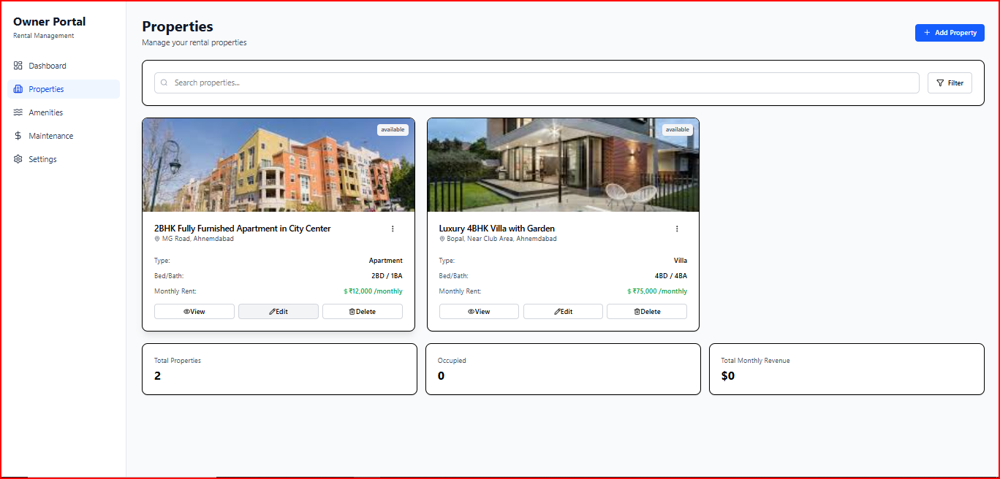 Owner Portal
Rental Management
Dashboard
Properties
Amenities
Maintenance
Settings
Properties
Manage your rental properties
Add Property
Search properties...
Filter
available
2BHK Fully Furnished Apartment in City Center
MG Road, Ahnemdabad
Type: Apartment
Bed/Bath: 2BD / 1BA
Monthly Rent: $ ₹12,000 /monthly
View Edit Delete
available
Luxury 4BHK Villa with Garden
Bopal, Near Club Area, Ahnemdabad
Type: Villa
Bed/Bath: 4BD / 4BA
Monthly Rent: $ ₹75,000 /monthly
View Edit Delete
Total Properties
2
Occupied
0
Total Monthly Revenue
$0